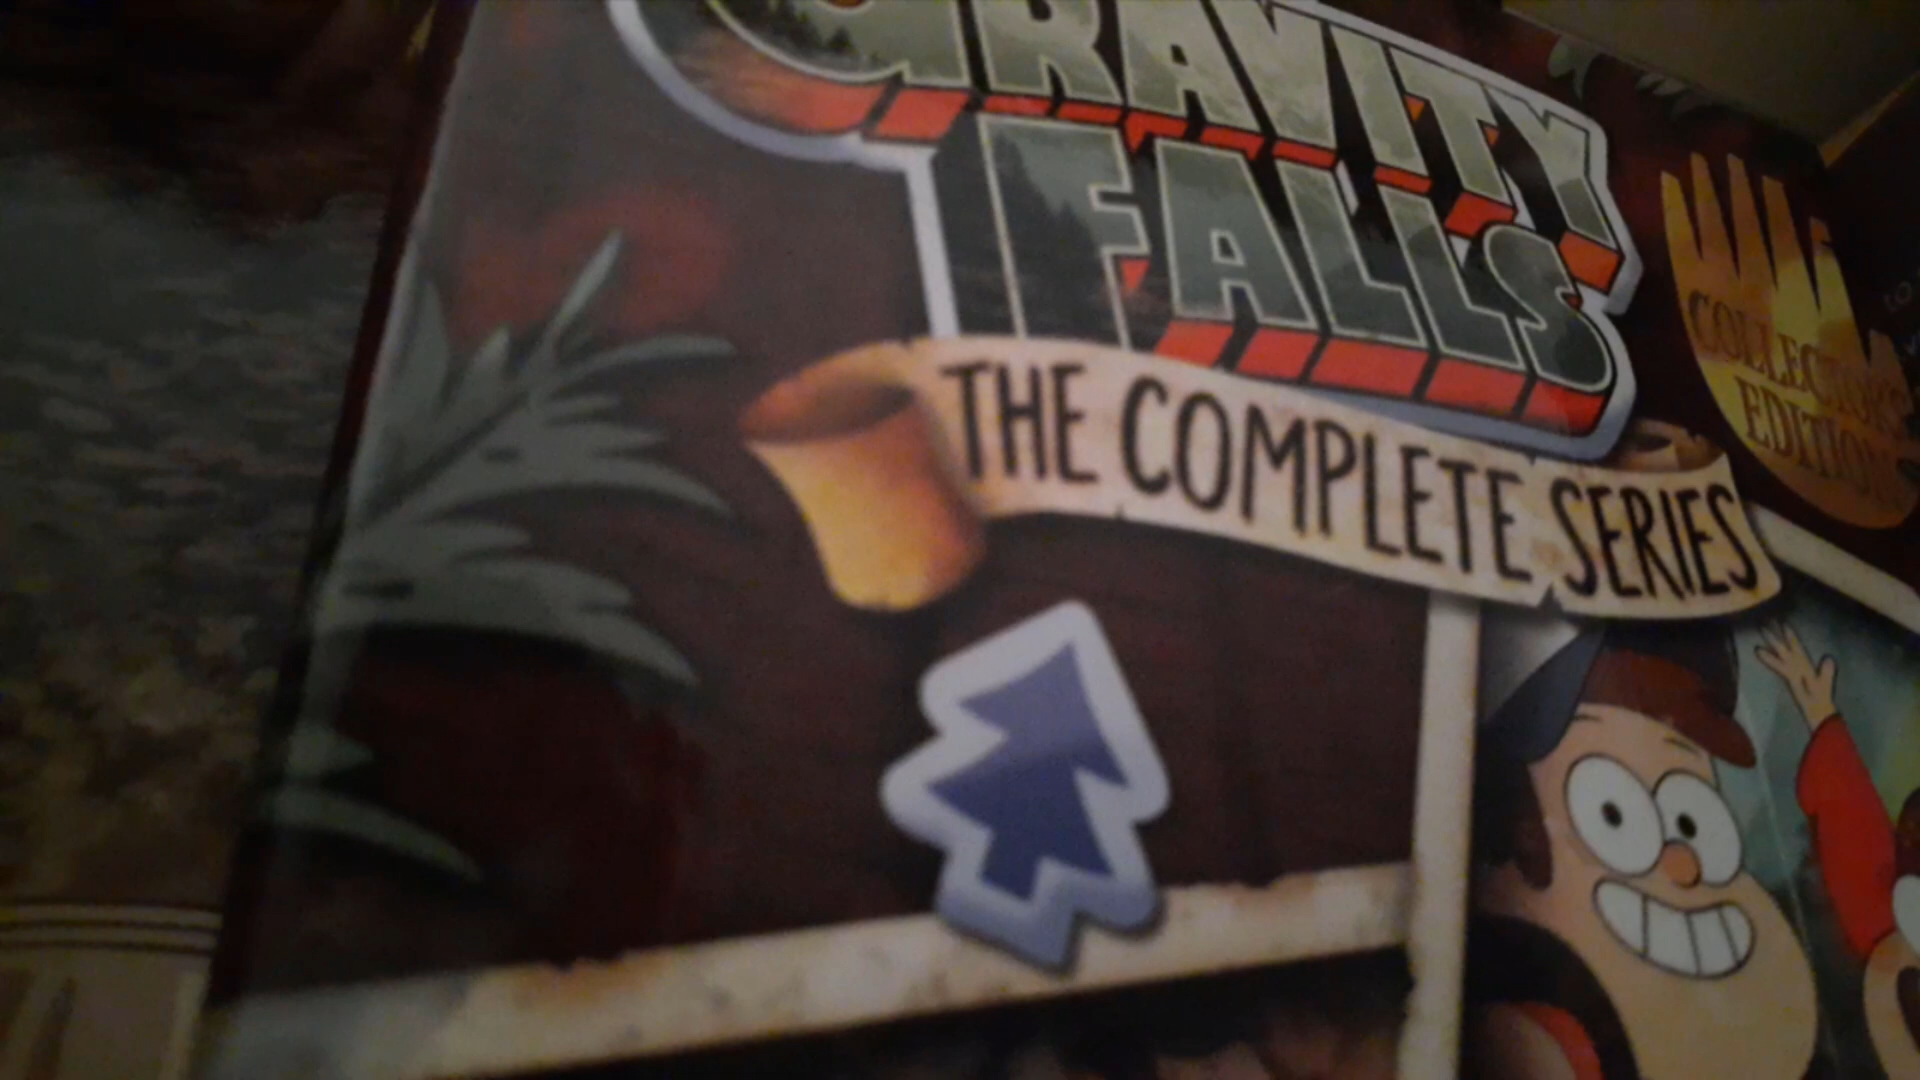 GRAVITY
FALLS
THE COMPLETE SERIES
COLLECTOR'S
EDITION